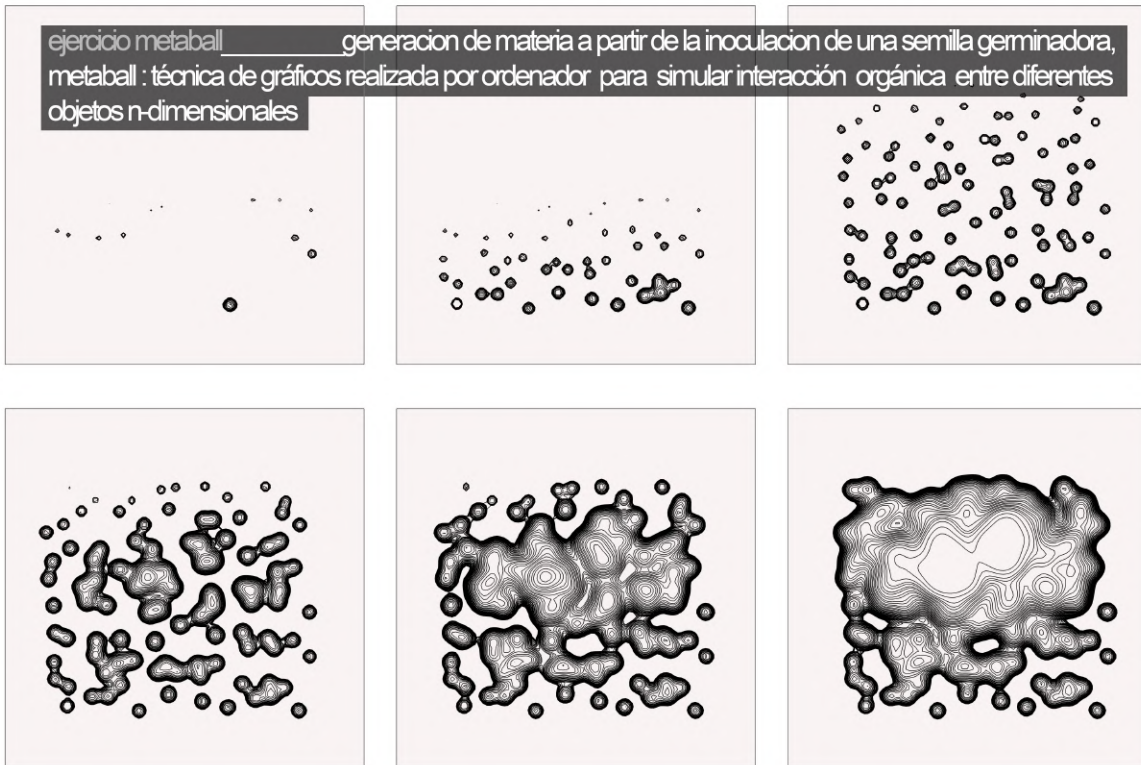 ejercicio metaball___________generacion de materia a partir de la inoculacion de una semilla germinadora,
metaball : técnica de gráficos realizada por ordenador para simular interacción orgánica entre diferentes
objetos n-dimensionales